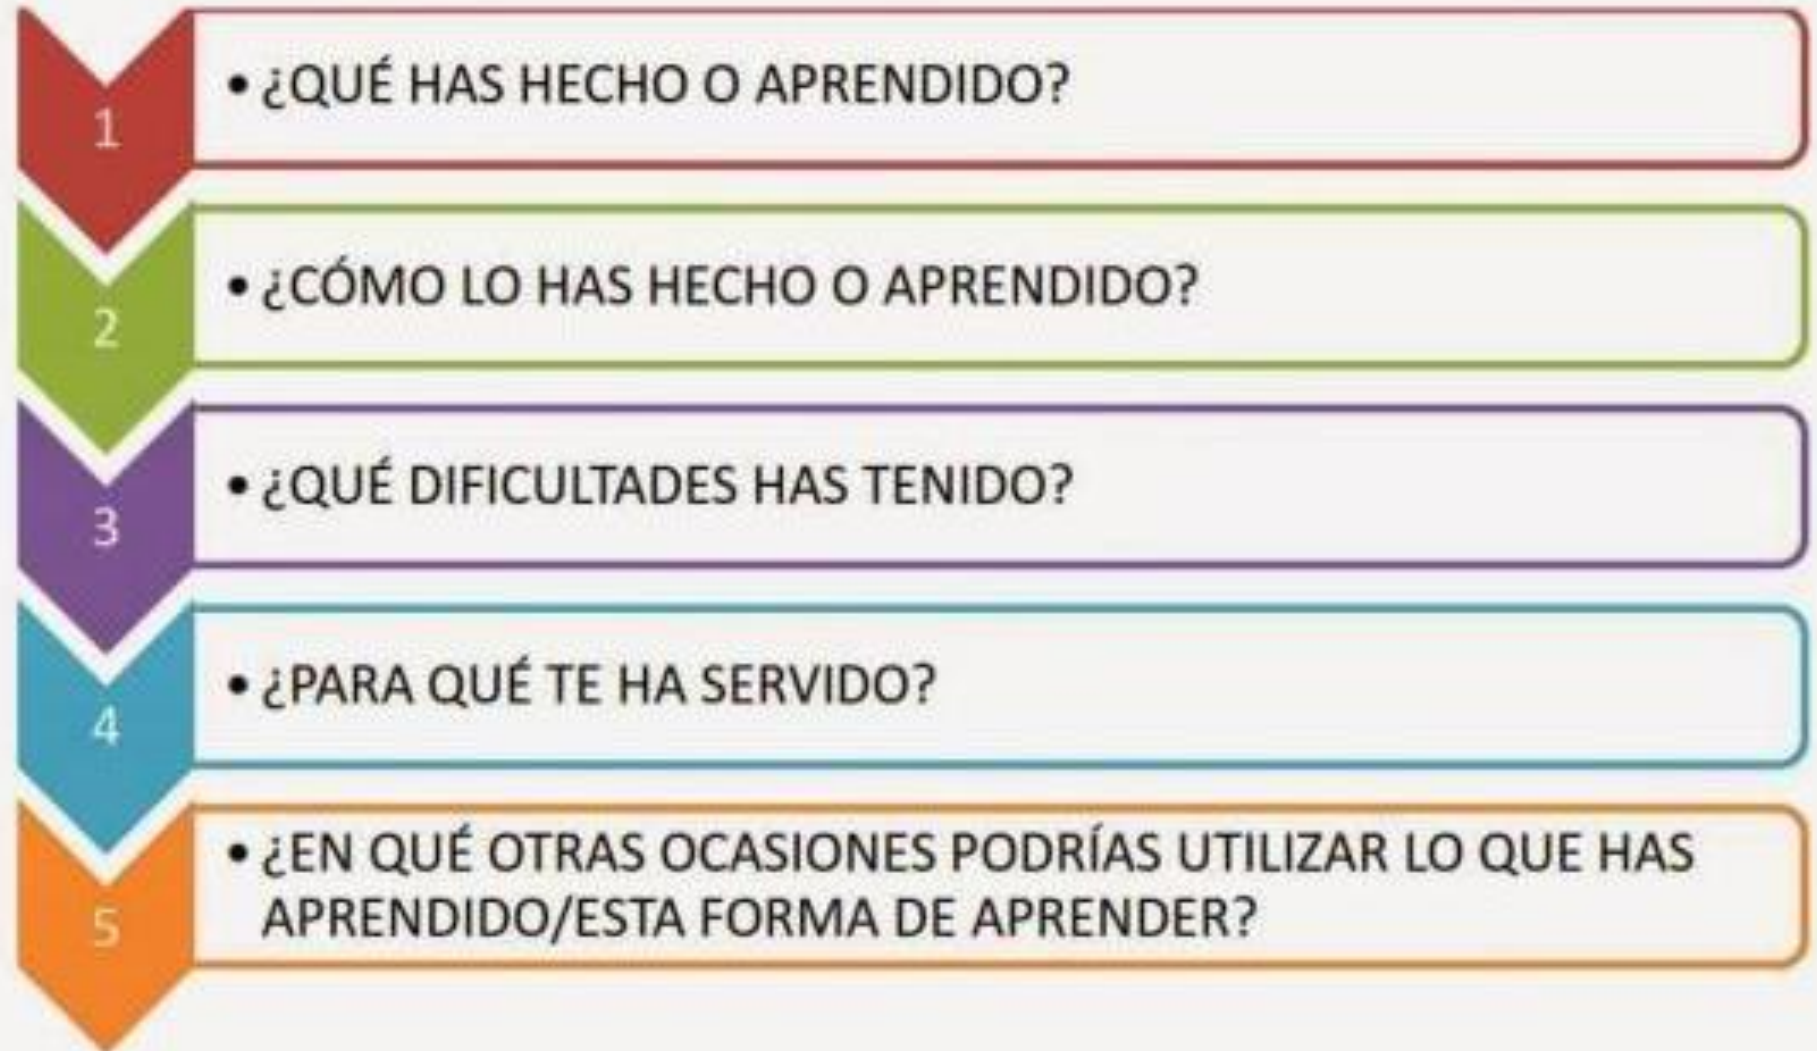 1
• ¿QUÉ HAS HECHO O APRENDIDO?
2
• ¿CÓMO LO HAS HECHO O APRENDIDO?
3
• ¿QUÉ DIFICULTADES HAS TENIDO?
4
• ¿PARA QUÉ TE HA SERVIDO?
5
• ¿EN QUÉ OTRAS OCASIONES PODRÍAS UTILIZAR LO QUE HAS
APRENDIDO/ESTA FORMA DE APRENDER?